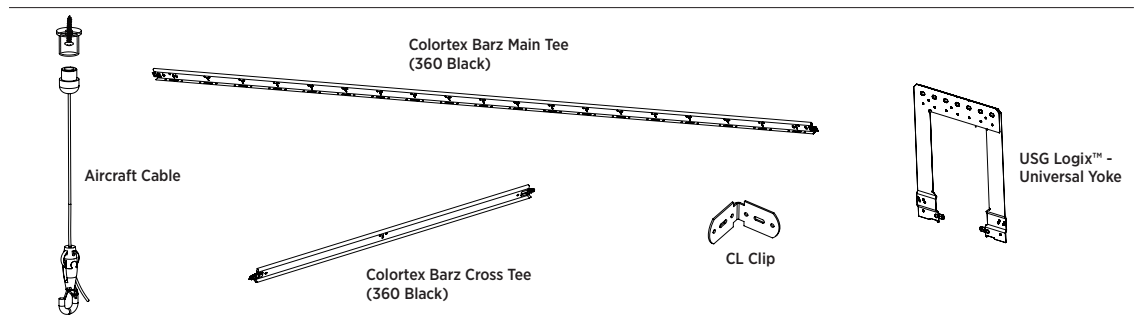 Colortex Barz Main Tee
(360 Black)
Aircraft Cable
USG Logix™ -
Universal Yoke
CL Clip
Colortex Barz Cross Tee
(360 Black)